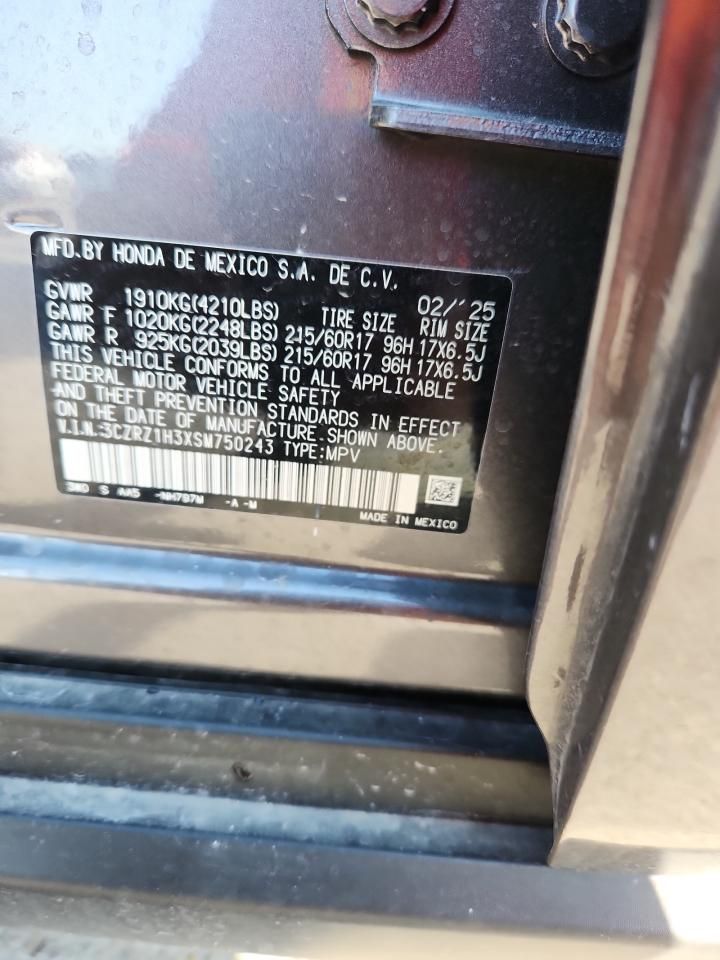 MFD. BY HONDA DE MEXICO S.A. DE C.V.
GVWR 1910KG(4210LBS) 02/'25
GAWR F 1020KG(2248LBS) TIRE SIZE RIM SIZE
215/60R17 96H 17X6.5J
GAWR R 925KG(2039LBS) 215/60R17 96H 17X6.5J
THIS VEHICLE CONFORMS TO ALL APPLICABLE
FEDERAL MOTOR VEHICLE SAFETY
AND THEFT PREVENTION STANDARDS IN EFFECT
ON THE DATE OF MANUFACTURE SHOWN ABOVE.
V.I.N.:3CZRZ1H3XSM750243 TYPE:MPV
3W0 S AA5 -NH797M -A -M
MADE IN MEXICO